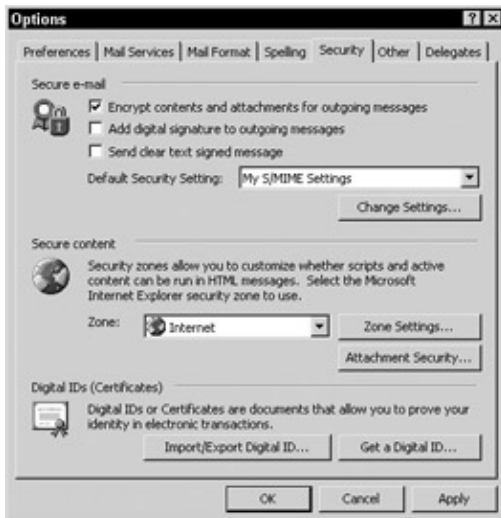 Options
Preferences Mail Services Mail Format Spelling Security Other Delegates
Secure e-mail
Encrypt contents and attachments for outgoing messages
Add digital signature to outgoing messages
Send clear text signed message
Default Security Setting: My S/MIME Settings
Change Settings...
Secure content
Security zones allow you to customize whether scripts and active
content can be run in HTML messages. Select the Microsoft
Internet Explorer security zone to use.
Zone: Internet Zone Settings...
Attachment Security...
Digital IDs (Certificates)
Digital IDs or Certificates are documents that allow you to prove your
identity in electronic transactions.
Import/Export Digital ID... Get a Digital ID...
OK Cancel Apply